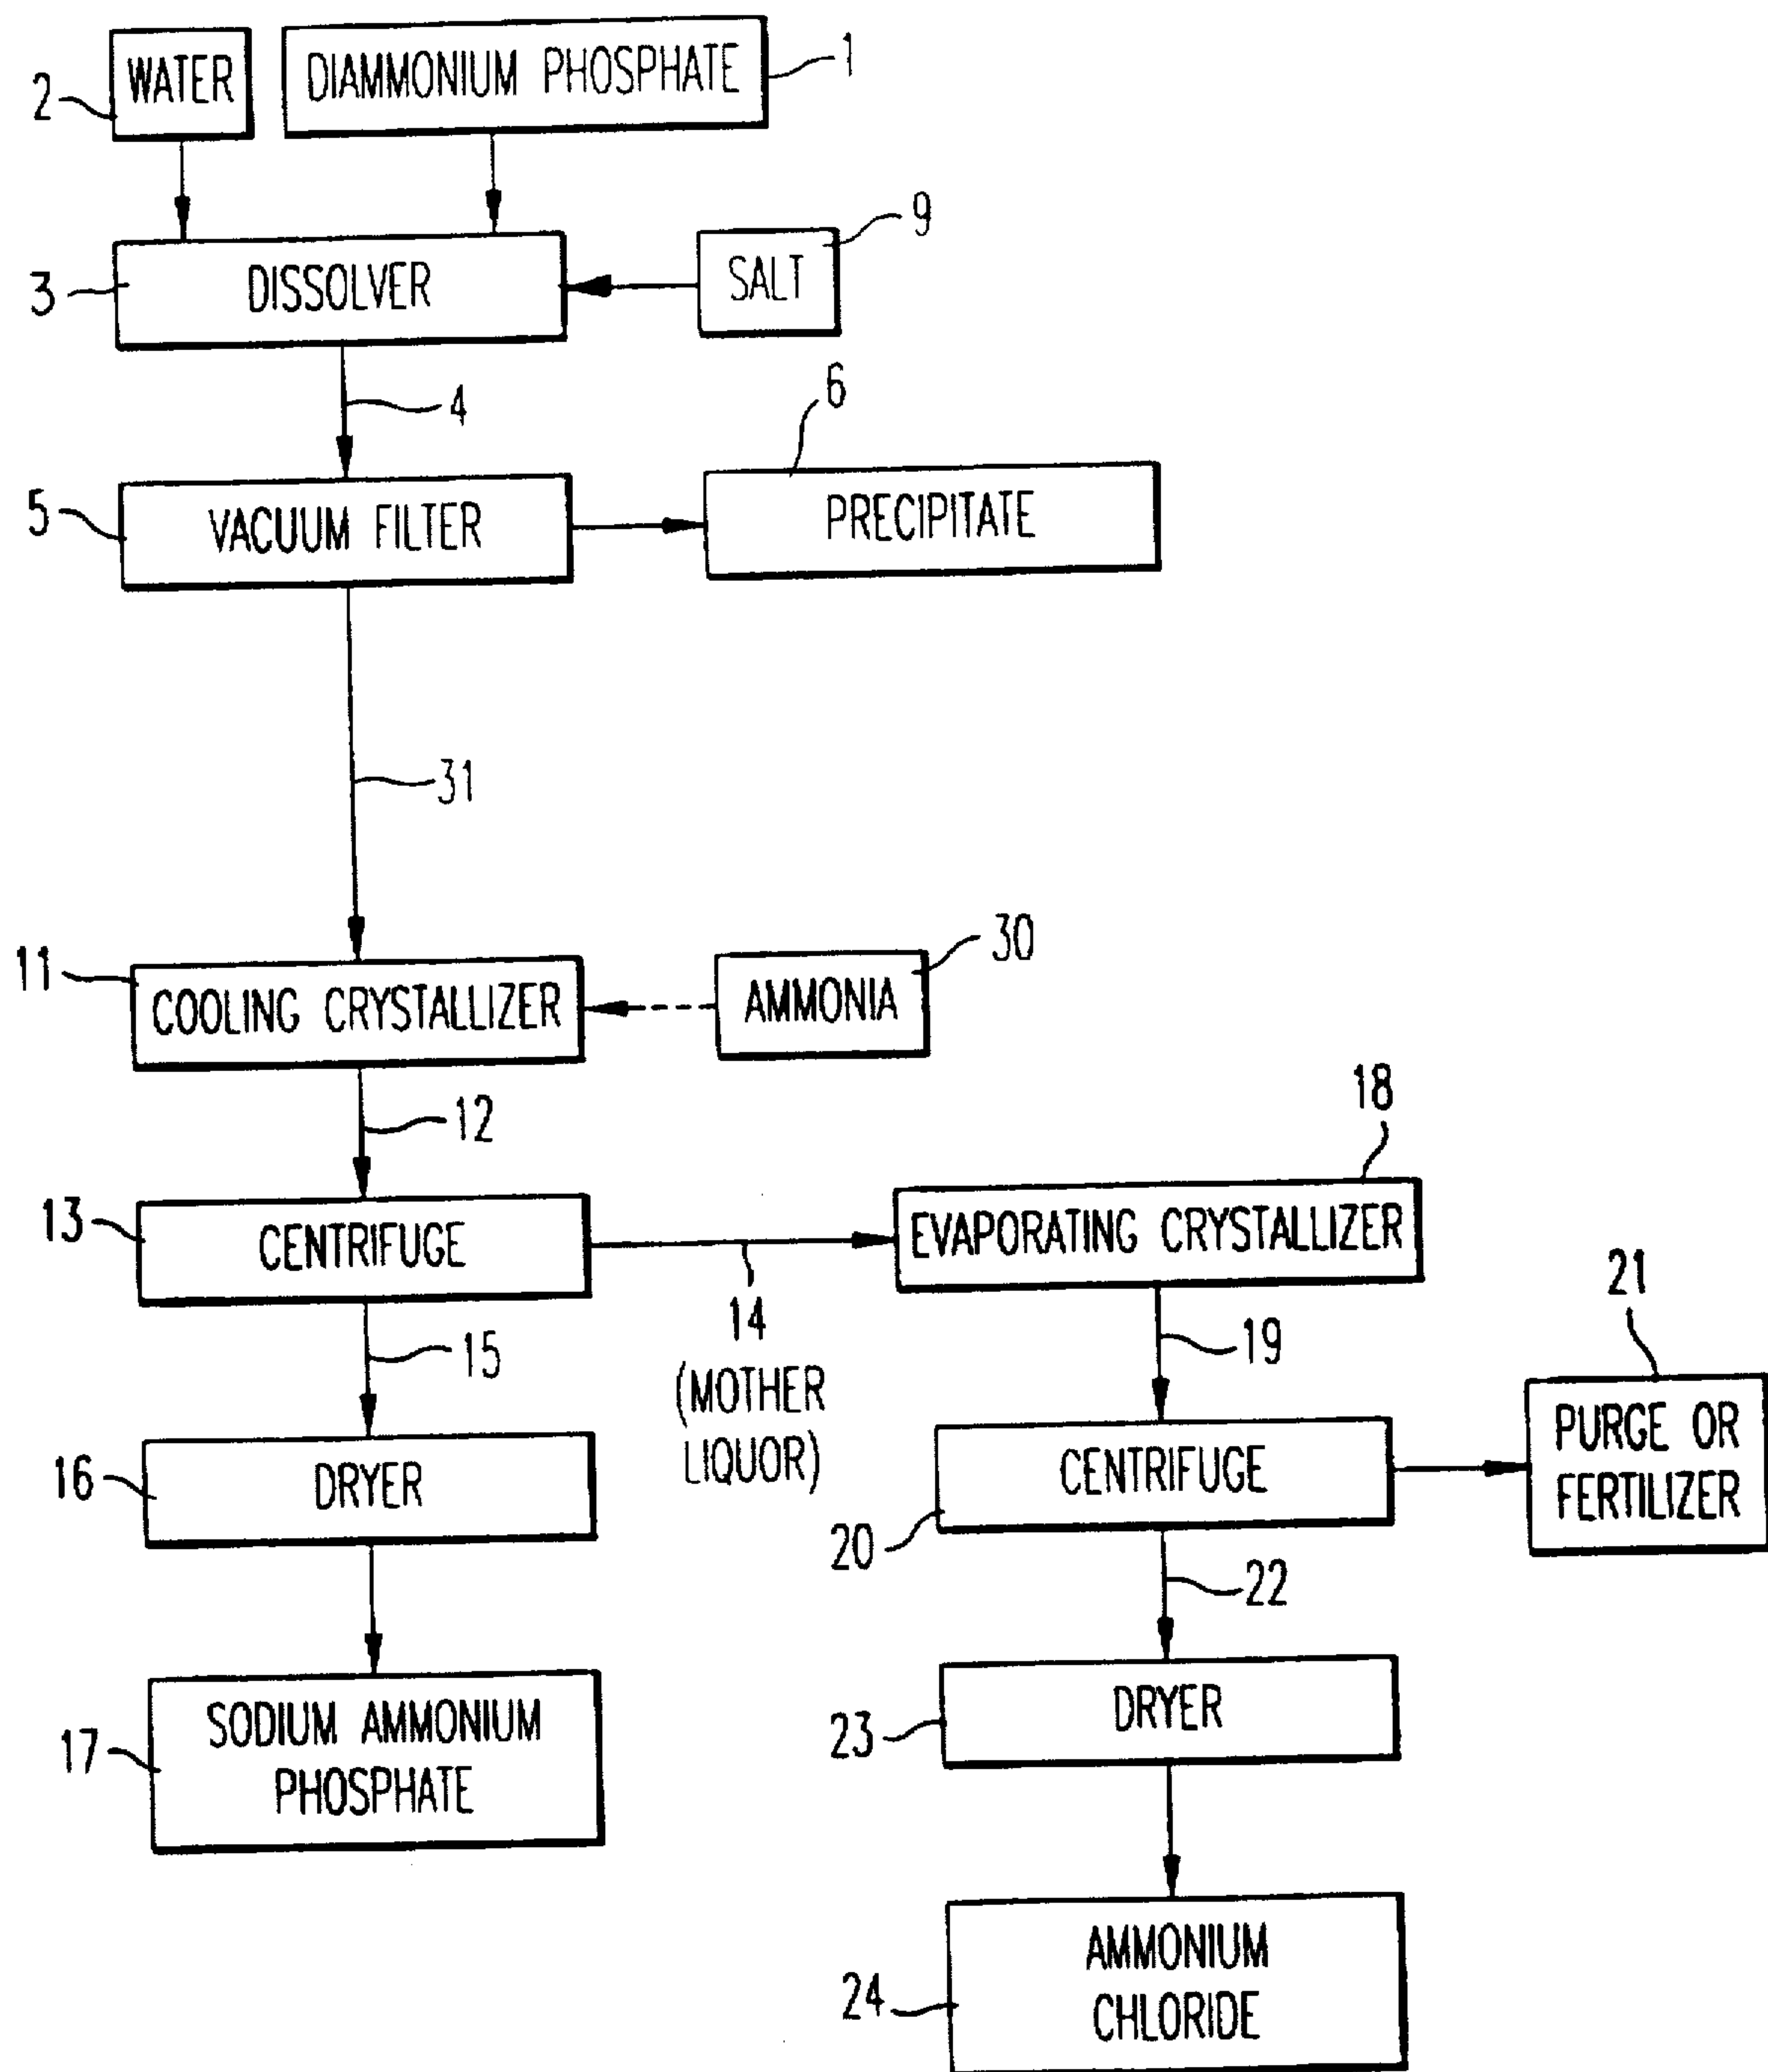 2
WATER
DIAMMONIUM PHOSPHATE
1
3
DISSOLVER
9
SALT
4
6
5
VACUUM FILTER
PRECIPITATE
31
11
COOLING CRYSTALLIZER
30
AMMONIA
12
18
13
CENTRIFUGE
EVAPORATING CRYSTALLIZER
14
(MOTHER
LIQUOR)
15
19
21
PURGE OR
FERTILIZER
16
DRYER
CENTRIFUGE
20
22
17
SODIUM AMMONIUM
PHOSPHATE
23
DRYER
24
AMMONIUM
CHLORIDE